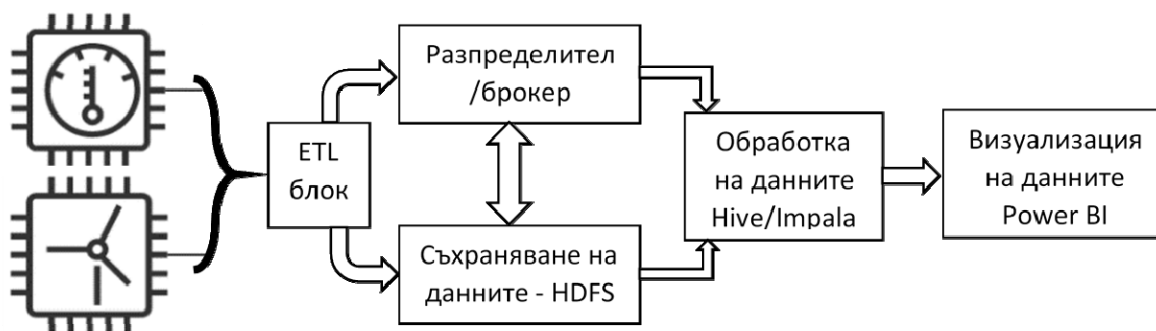 ETL
блок
Разпределител
/брокер
Съхраняване на
данните - HDFS
Обработка
на данните
Hive/Impala
Визуализация
на данните
Power BI